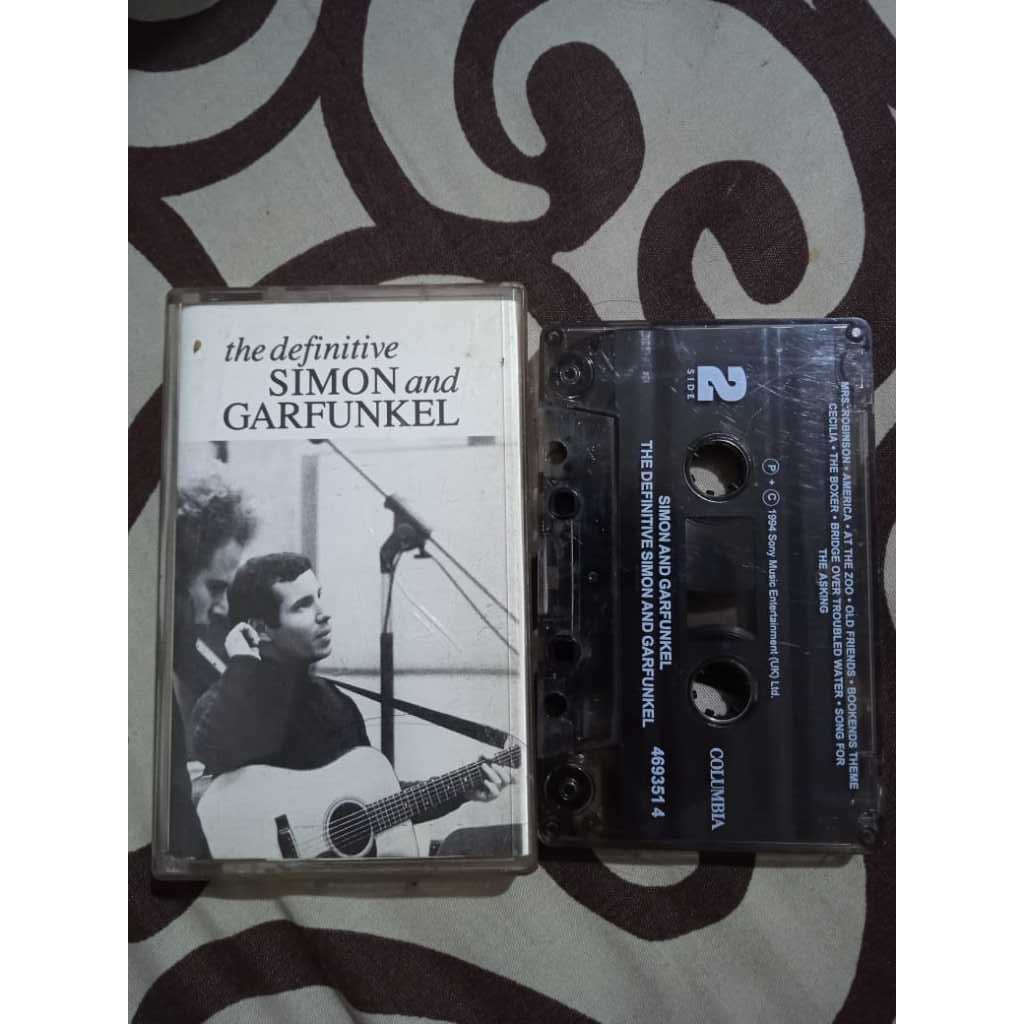 the definitive
SIMON and
GARFUNKEL
2
SIDE
MRS. ROBINSON • AMERICA • AT THE ZOO • OLD FRIENDS • BOOKENDS THEME
CECILIA • THE BOXER • BRIDGE OVER TROUBLED WATER • SONG FOR
THE ASKING
P + C 1994 Sony Music Entertainment (UK) Ltd.
COLUMBIA
SIMON AND GARFUNKEL
THE DEFINITIVE SIMON AND GARFUNKEL
469351 4